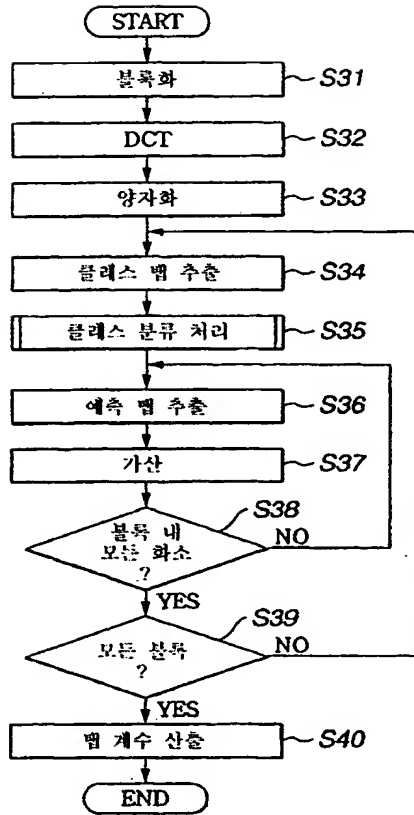 START
블록화
S31
DCT
S32
양자화
S33
클래스 탭 추출
S34
클래스 분류 처리
S35
예측 탭 추출
S36
가산
S37
S38
블록 내
모든 화소
?
NO
YES
S39
모든 블록
?
NO
YES
탭 계수 산출
S40
END